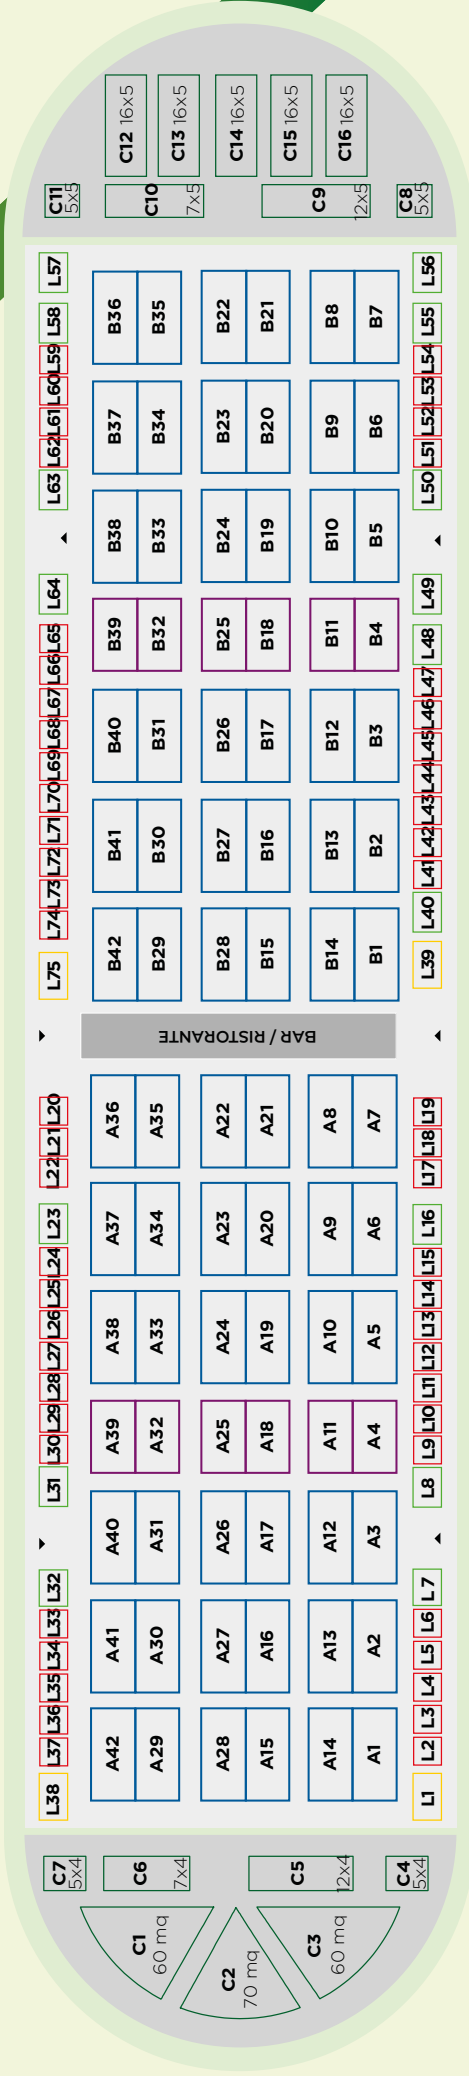 C12 16x5
C13 16x5
C14 16x5
C15 16x5
C16 16x5
C11
5x5
C10
7x5
C9
12x5
C8
5x5
L57
L58
L59
L60
L61
L62
L63
L64
L65
L66
L67
L68
L69
L70
L71
L72
L73
L74
L75
B36
B35
B22
B21
B8
B7
B37
B34
B23
B20
B9
B6
B38
B33
B24
B19
B10
B5
B39
B32
B25
B18
B11
B4
B40
B31
B26
B17
B12
B3
B41
B30
B27
B16
B13
B2
B42
B29
B28
B15
B14
B1
L56
L55
L54
L53
L52
L51
L50
L49
L48
L47
L46
L45
L44
L43
L42
L41
L40
L39
BAR / RISTORANTE
L20
L21
L22
L23
L24
L25
L26
L27
L28
L29
L30
L31
L32
L33
L34
L35
L36
L37
L38
A36
A35
A22
A21
A8
A7
A37
A34
A23
A20
A9
A6
A38
A33
A24
A19
A10
A5
A39
A32
A25
A18
A11
A4
A40
A31
A26
A17
A12
A3
A41
A30
A27
A16
A13
A2
A42
A29
A28
A15
A14
A1
L19
L18
L17
L16
L15
L14
L13
L12
L11
L10
L9
L8
L7
L6
L5
L4
L3
L2
L1
C7
5x4
C6
7x4
C5
12x4
C4
5x4
C1
60 mq
C2
70 mq
C3
60 mq